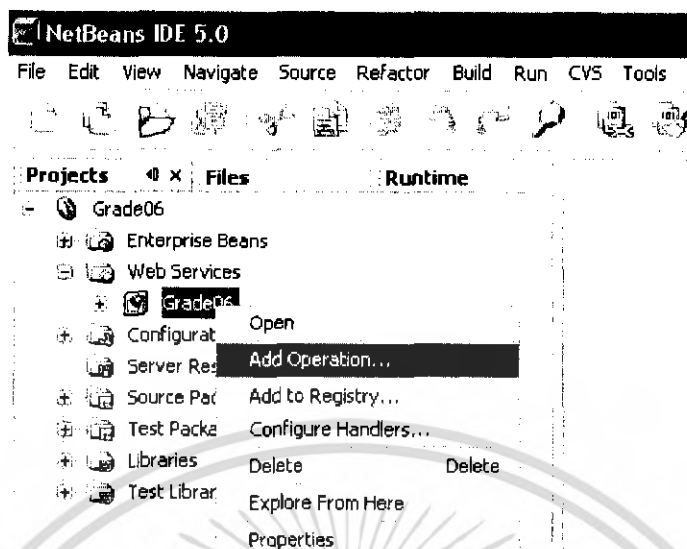 NetBeans IDE 5.0
File Edit View Navigate Source Refactor Build Run CVS Tools
Projects Files Runtime
Grade06
Enterprise Beans
Web Services
Grade06
Open
Configurat
Add Operation...
Server Res
Add to Registry...
Source Pac
Configure Handlers...
Test Packa
Libraries
Delete Delete
Test Librar
Explore From Here
Properties